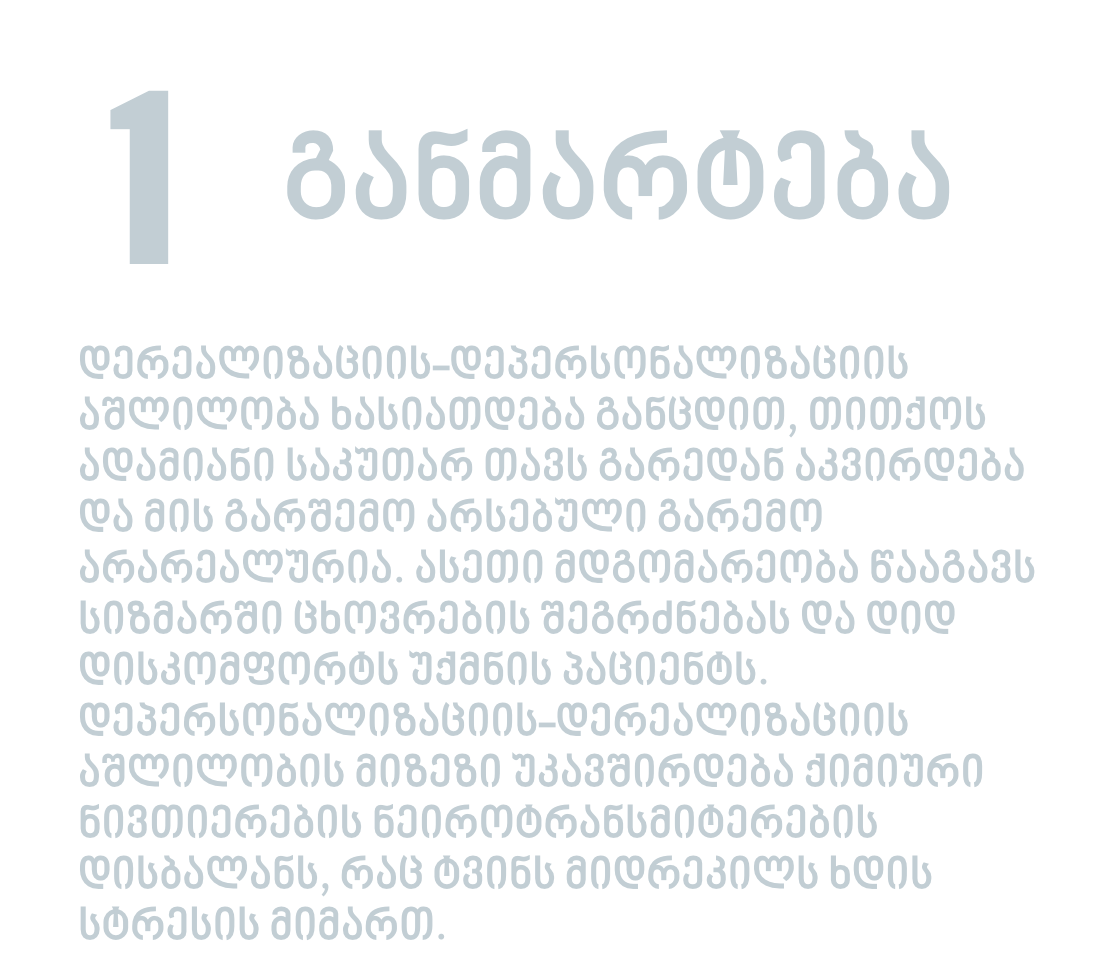 1 განმარტება
დერეალიზაციის-დეპერსონალიზაციის
აშლილობა ხასიათდება განცდით, თითქოს
ადამიანი საკუთარ თავს გარედან აკვირდება
და მის გარშემო არსებული გარემო
არარეალურია. ასეთი მდგომარეობა წააგავს
სიზმარში ცხოვრების შეგრძნებას და დიდ
დისკომფორტს უქმნის პაციენტს.
დეპერსონალიზაციის-დერეალიზაციის
აშლილობის მიზეზი უკავშირდება ქიმიური
ნივთიერების ნეიროტრანსმიტერების
დისბალანს, რაც ტვინს მიდრეკილს ხდის
სტრესის მიმართ.